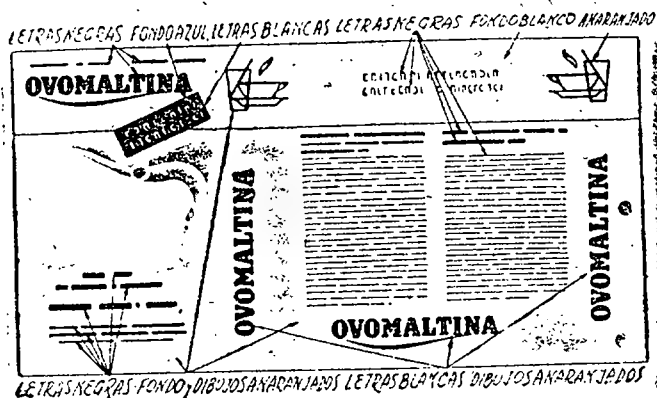 LETRAS NEGRAS FONDO AZUL, LETRAS BLANCAS LETRAS NEGRAS FONDO BLANCO ANARANJADO
OVOMALTINA
OVOMALTINA
OVOMALTINA
OVOMALTINA
LETRAS NEGRAS-FONDO, DIBUJOS ANARANJADOS LETRAS BLANCAS DIBUJOS ANARANJADOS